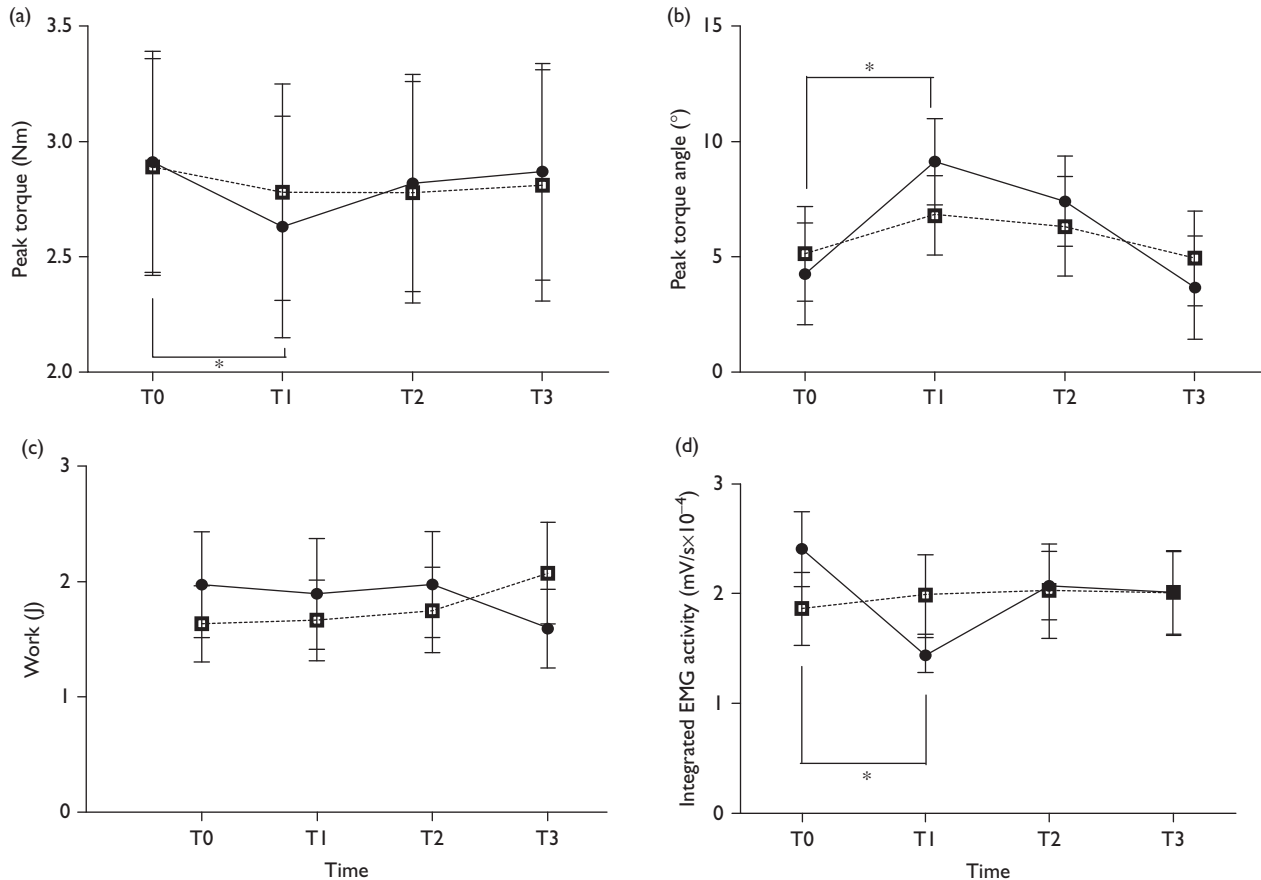 (a)
3.5
3.0
2.5
2.0
Peak torque (Nm)
*
T0 T1 T2 T3
(b)
15
10
5
0
Peak torque angle (°)
*
T0 T1 T2 T3
(c)
3
2
1
0
Work (J)
T0 T1 T2 T3
Time
(d)
3
2
1
0
Integrated EMG activity (mV/s×10⁻⁴)
*
T0 T1 T2 T3
Time